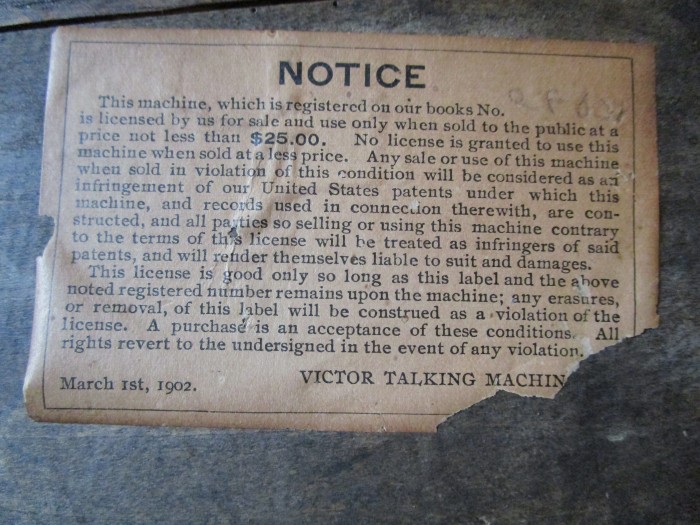 NOTICE
This machine, which is registered on our books No.
is licensed by us for sale and use only when sold to the public at a
price not less than $25.00. No license is granted to use this
machine when sold at a less price. Any sale or use of this machine
when sold in violation of this condition will be considered as an
infringement of our United States patents under which this
machine, and records used in connection therewith, are con-
structed, and all parties so selling or using this machine contrary
to the terms of this license will be treated as infringers of said
patents, and will render themselves liable to suit and damages.
This license is good only so long as this label and the above
noted registered number remains upon the machine; any erasures,
or removal, of this label will be construed as a violation of the
license. A purchase is an acceptance of these conditions. All
rights revert to the undersigned in the event of any violation.
March 1st, 1902. VICTOR TALKING MACHIN